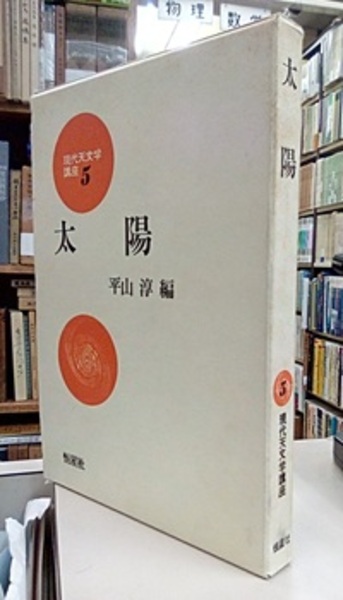 物理
数学
現代天文学
講座 5
太陽
平山 淳 編
恒星社
太陽
5
現代天文学講座
恒星社